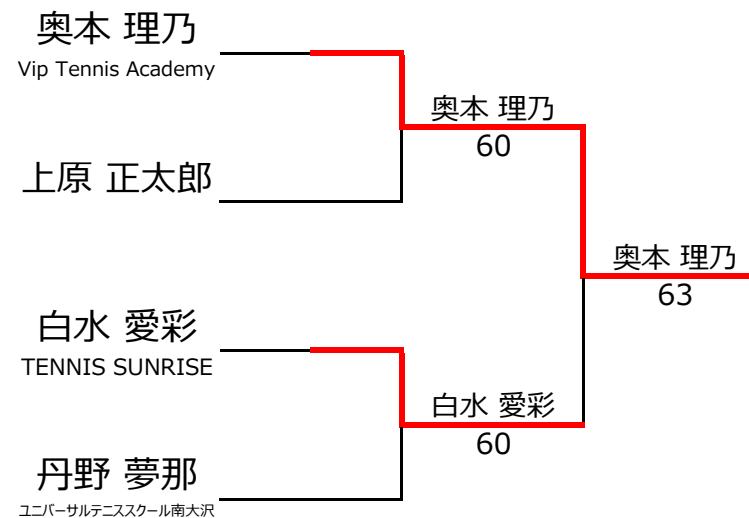 奥本 理乃
Vip Tennis Academy
奥本 理乃
60
上原 正太郎
奥本 理乃
63
白水 愛彩
TENNIS SUNRISE
白水 愛彩
60
丹野 夢那
ユニバーサルテニススクール南大沢